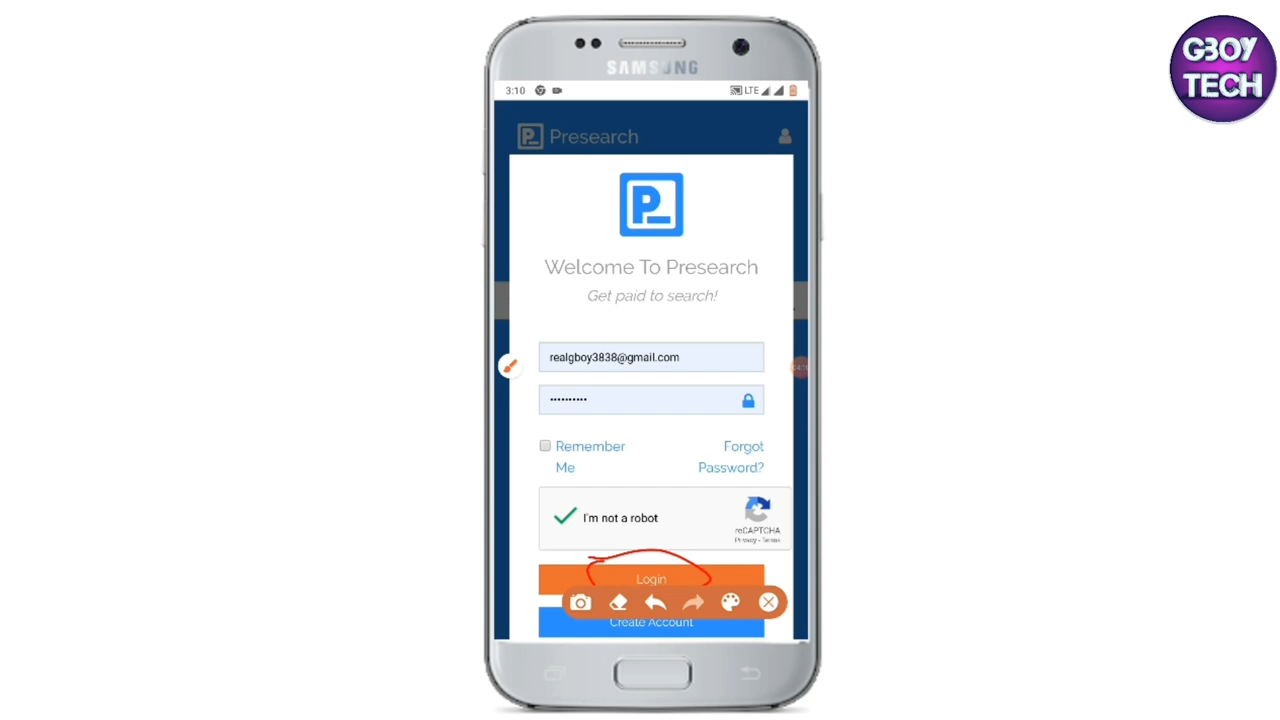 GBOY
TECH
SAMSUNG
3:10
LTE
Presearch
Welcome To Presearch
Get paid to search!
realgboy3838@gmail.com
Remember
Me
Forgot
Password?
I'm not a robot
reCAPTCHA
Privacy - Terms
Login
Create Account